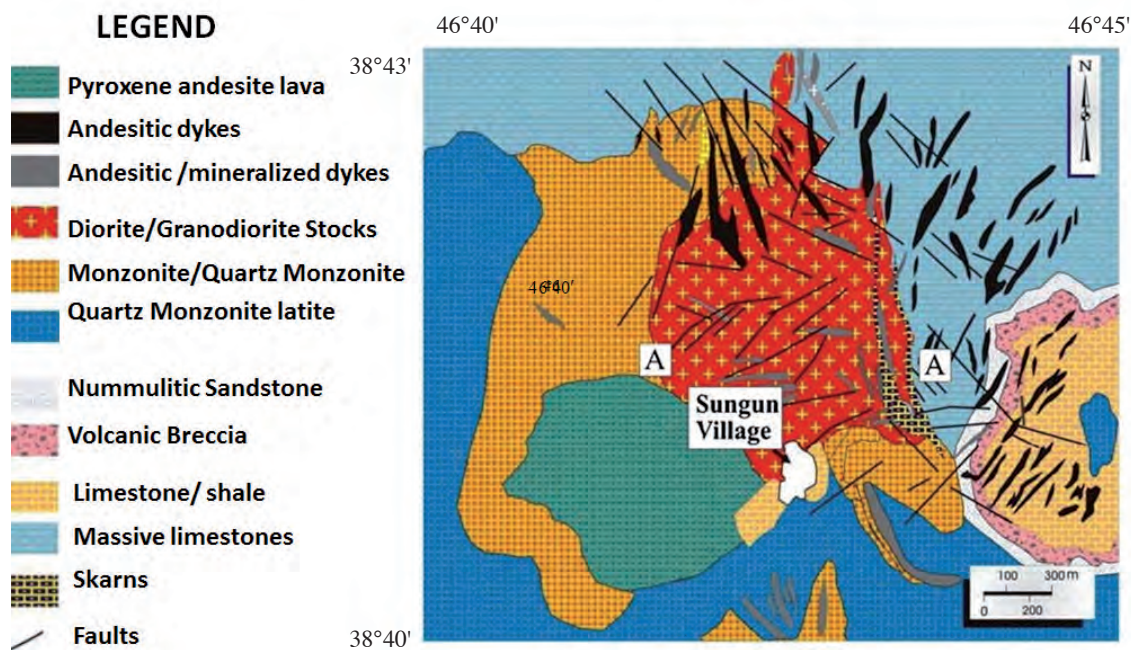 LEGEND
Pyroxene andesite lava
Andesitic dykes
Andesitic /mineralized dykes
Diorite/Granodiorite Stocks
Monzonite/Quartz Monzonite
Quartz Monzonite latite
Nummulitic Sandstone
Volcanic Breccia
Limestone/ shale
Massive limestones
Skarns
Faults
46°40'
46°45'
38°43'
38°40'
N
A
A
Sungun
Village
100 300 m
0 200